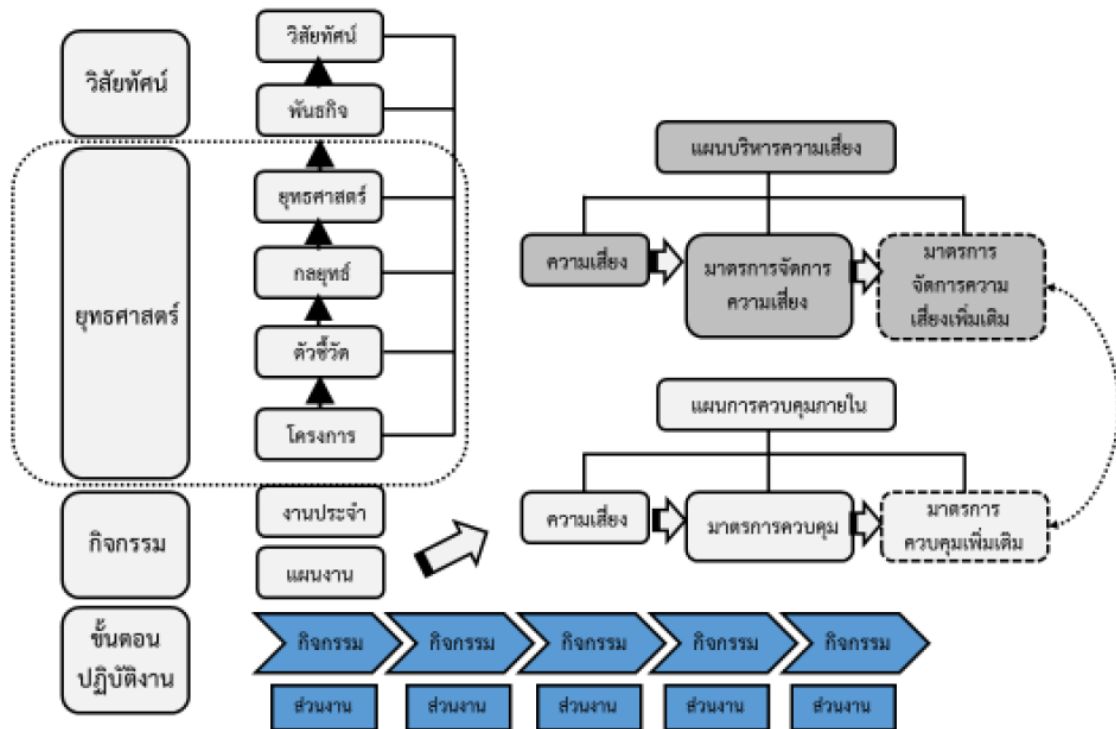 วิสัยทัศน์
วิสัยทัศน์
พันธกิจ
ยุทธศาสตร์
ยุทธศาสตร์
กลยุทธ์
ตัวชี้วัด
โครงการ
แผนบริหารความเสี่ยง
ความเสี่ยง
มาตรการจัดการ
ความเสี่ยง
มาตรการ
จัดการความ
เสี่ยงเพิ่มเติม
แผนการควบคุมภายใน
ความเสี่ยง
มาตรการควบคุม
มาตรการ
ควบคุมเพิ่มเติม
กิจกรรม
งานประจำ
แผนงาน
ขั้นตอน
ปฏิบัติงาน
กิจกรรม
กิจกรรม
กิจกรรม
กิจกรรม
กิจกรรม
ส่วนงาน
ส่วนงาน
ส่วนงาน
ส่วนงาน
ส่วนงาน